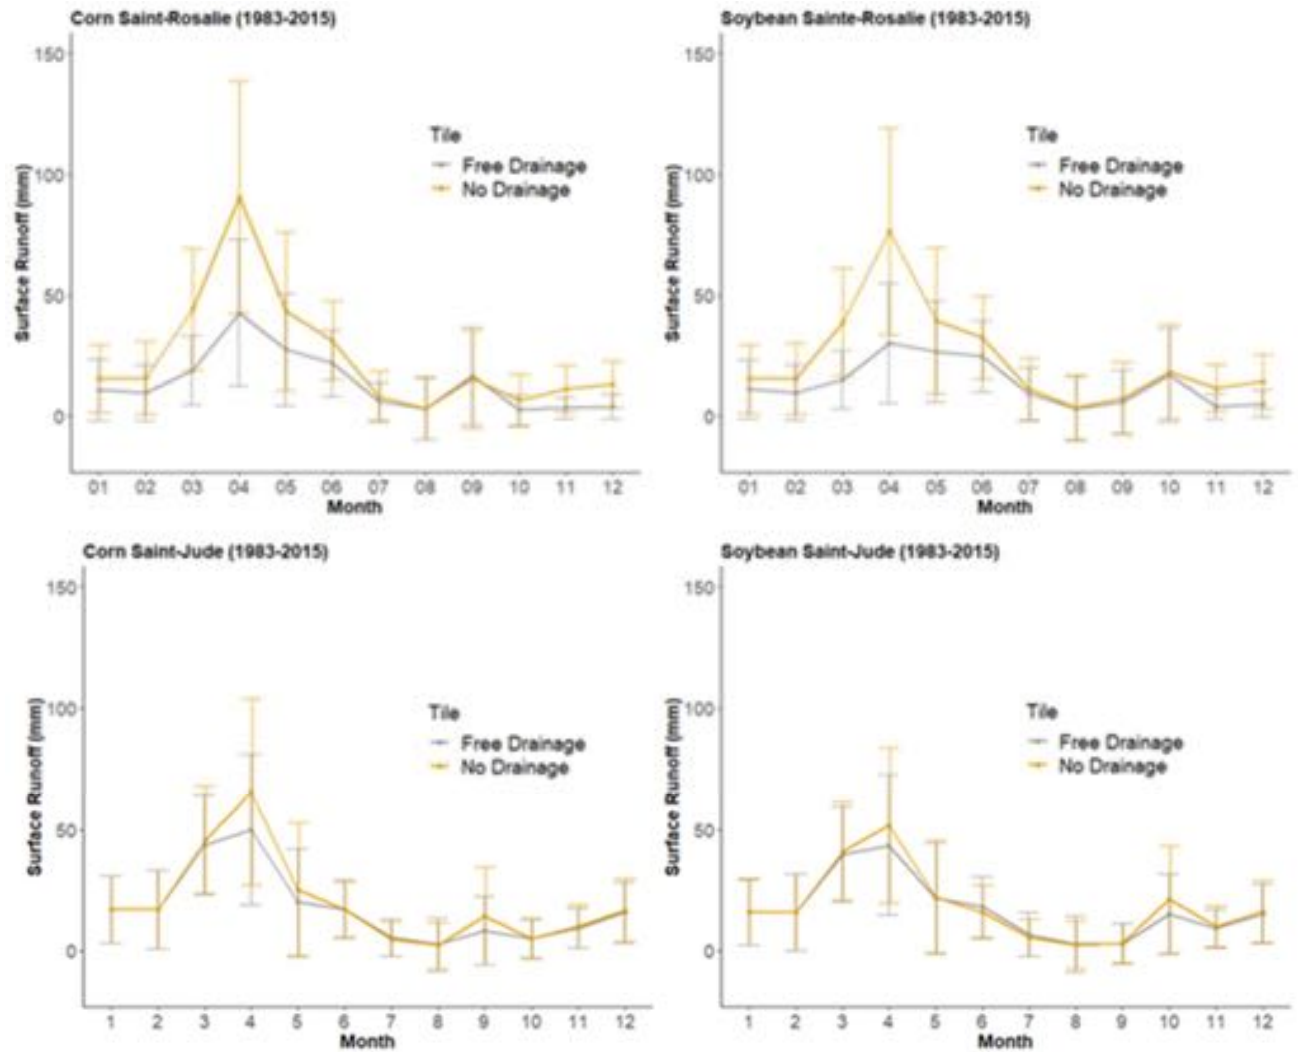 Corn Saint-Rosalie (1983-2015)
150
100
50
0
Surface Runoff (mm)
Tile
Free Drainage
No Drainage
01 02 03 04 05 06 07 08 09 10 11 12
Month
Soybean Sainte-Rosalie (1983-2015)
150
100
50
0
Surface Runoff (mm)
Tile
Free Drainage
No Drainage
01 02 03 04 05 06 07 08 09 10 11 12
Month
Corn Saint-Jude (1983-2015)
150
100
50
0
Surface Runoff (mm)
Tile
Free Drainage
No Drainage
1 2 3 4 5 6 7 8 9 10 11 12
Month
Soybean Saint-Jude (1983-2015)
150
100
50
0
Surface Runoff (mm)
Tile
Free Drainage
No Drainage
1 2 3 4 5 6 7 8 9 10 11 12
Month